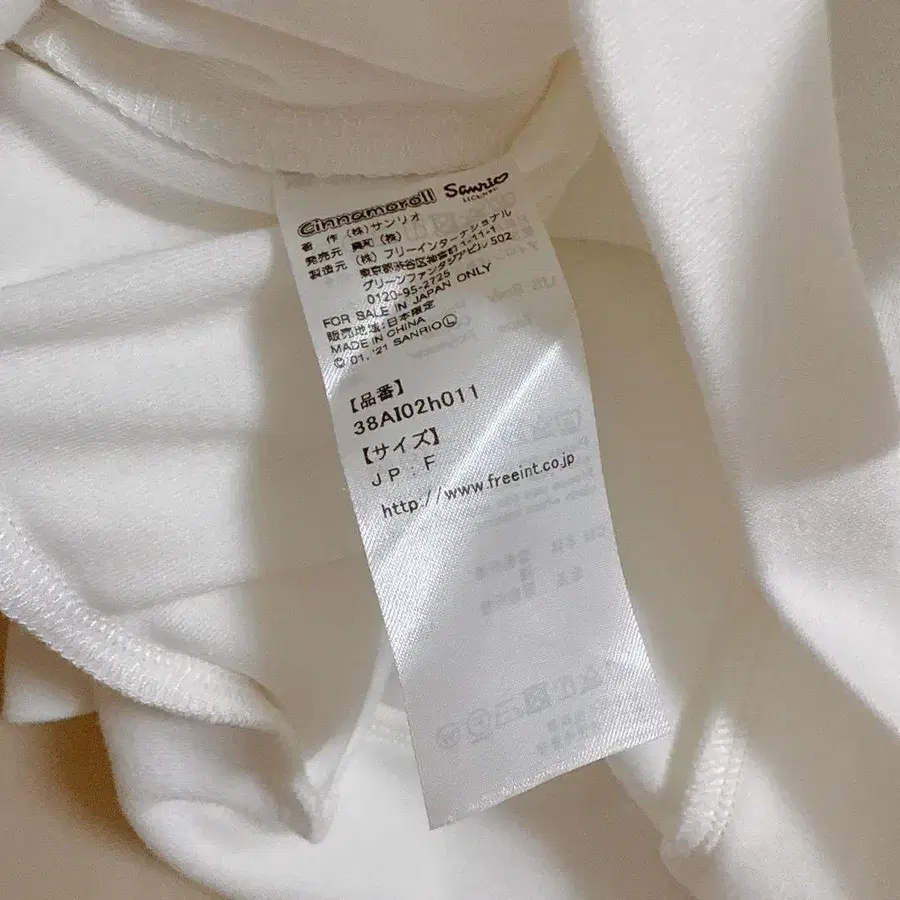 Cinnamoroll Sanrio
LICENSE
著 作 (株) サンリオ
発売元 興和 (株)
製造元 (株) フリーインターナショナル
東京都渋谷区神宮前1-11-1
グリーンファンタジアビル 502
0120-95-2725
FOR SALE IN JAPAN ONLY
販売地域:日本限定
MADE IN CHINA
© 01, '21 SANRIO Ⓛ
【品番】
38AI02h011
【サイズ】
JP : F
http://www.freeint.co.jp